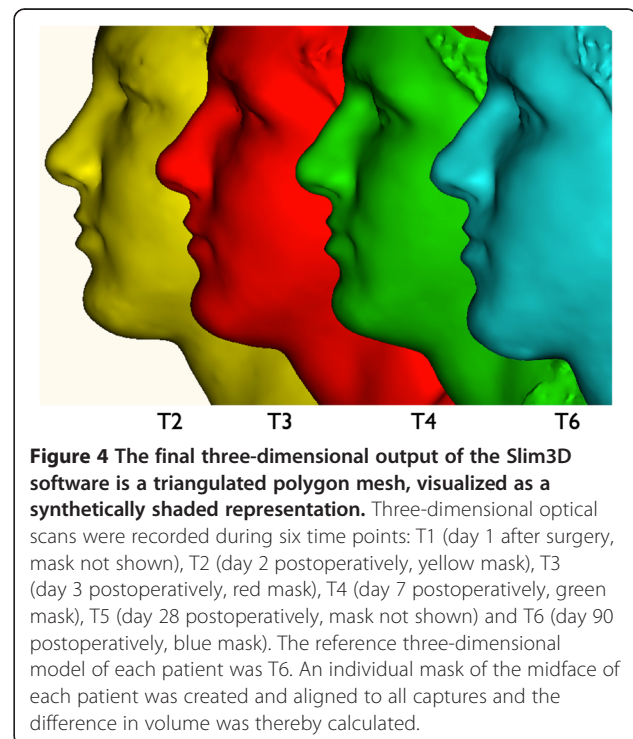 T2 T3 T4 T6
Figure 4 The final three-dimensional output of the Slim3D
software is a triangulated polygon mesh, visualized as a
synthetically shaded representation. Three-dimensional optical
scans were recorded during six time points: T1 (day 1 after surgery,
mask not shown), T2 (day 2 postoperatively, yellow mask), T3
(day 3 postoperatively, red mask), T4 (day 7 postoperatively, green
mask), T5 (day 28 postoperatively, mask not shown) and T6 (day 90
postoperatively, blue mask). The reference three-dimensional
model of each patient was T6. An individual mask of the midface of
each patient was created and aligned to all captures and the
difference in volume was thereby calculated.